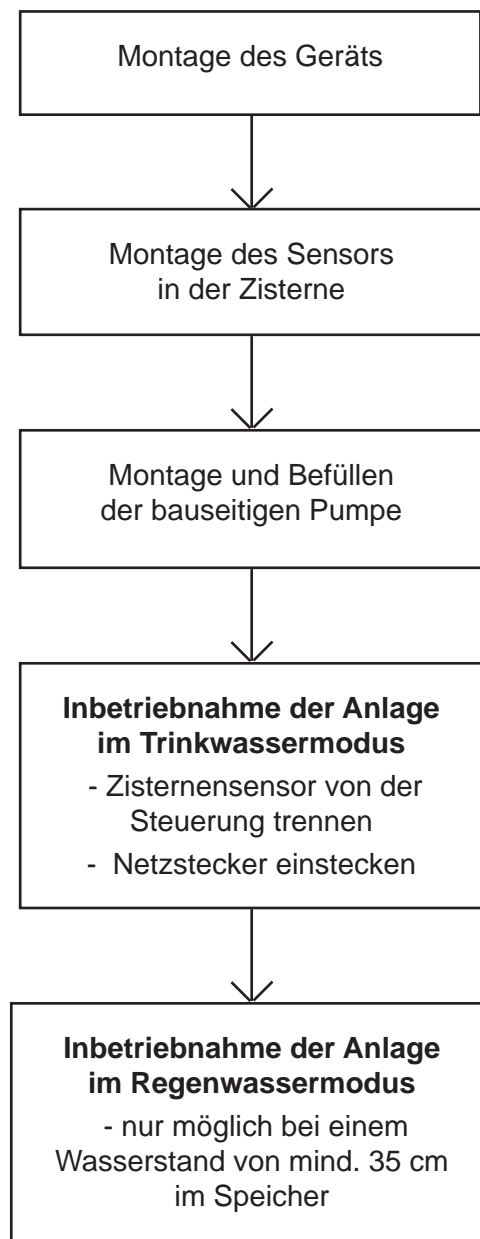 Montage des Geräts
Montage des Sensors
in der Zisterne
Montage und Befüllen
der bauseitigen Pumpe
Inbetriebnahme der Anlage
im Trinkwassermodus
- Zisternensensor von der
Steuerung trennen
- Netzstecker einstecken
Inbetriebnahme der Anlage
im Regenwassermodus
- nur möglich bei einem
Wasserstand von mind. 35 cm
im Speicher